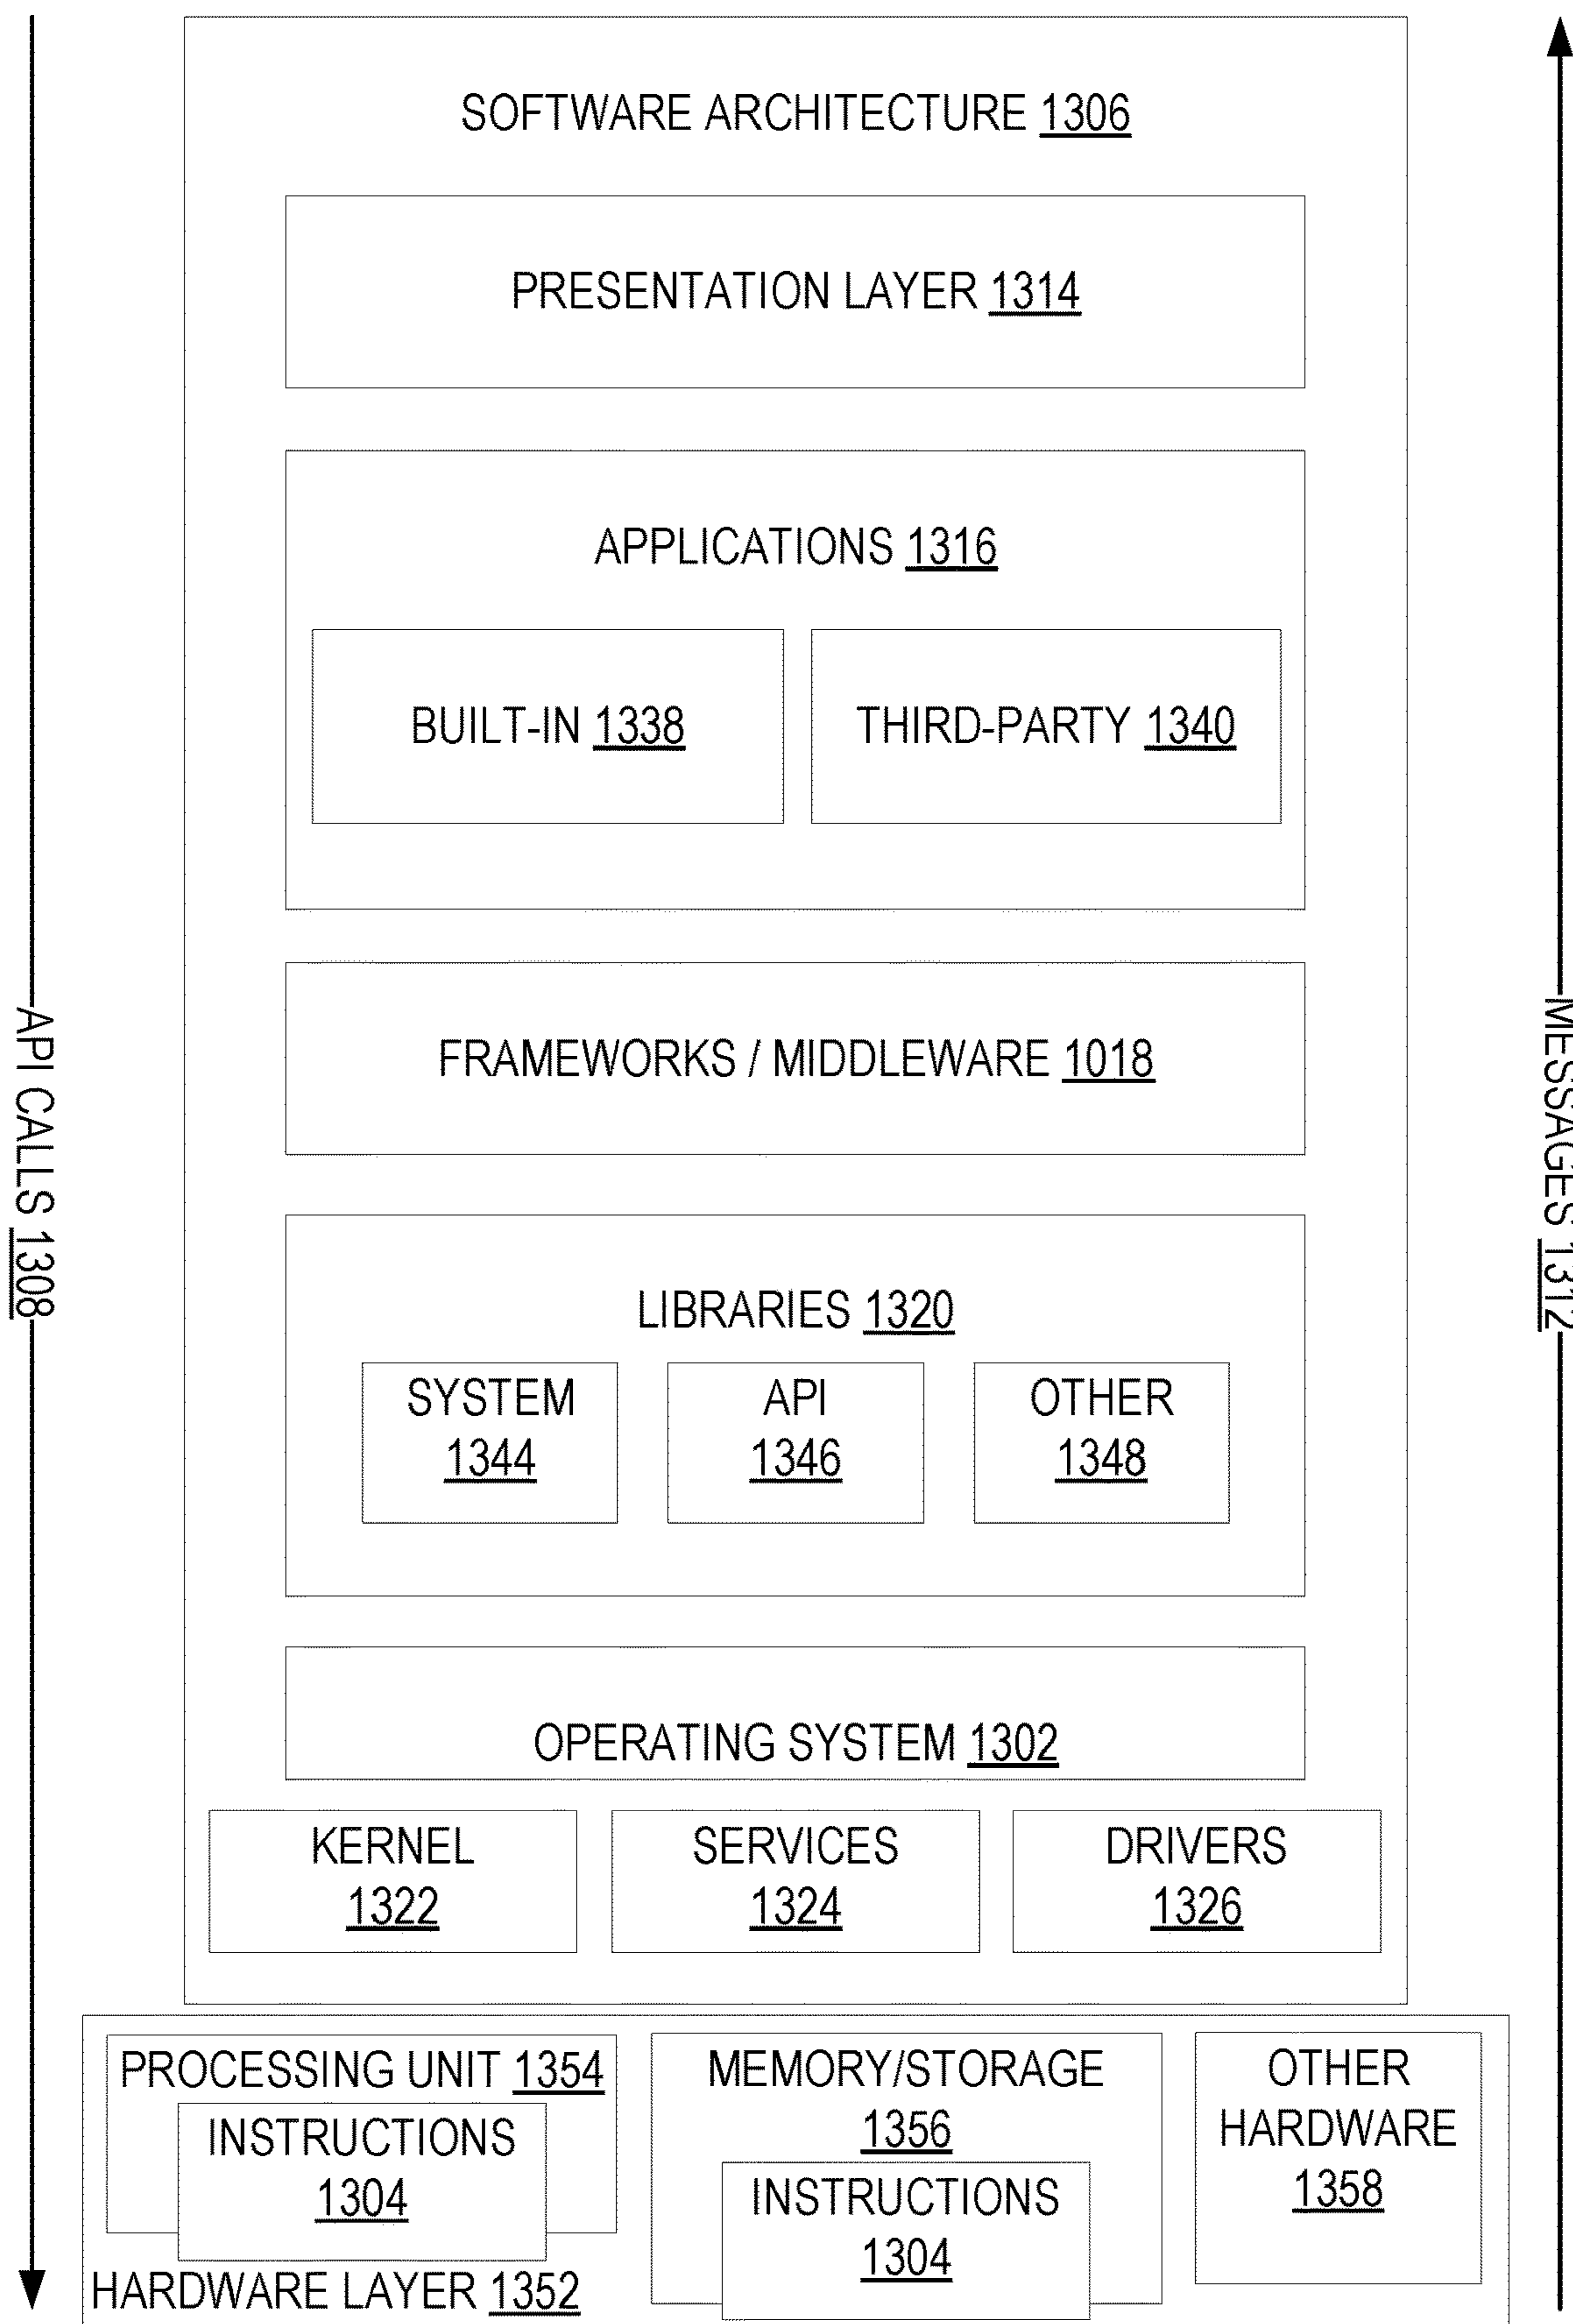 SOFTWARE ARCHITECTURE 1306
PRESENTATION LAYER 1314
APPLICATIONS 1316
BUILT-IN 1338
THIRD-PARTY 1340
FRAMEWORKS / MIDDLEWARE 1018
LIBRARIES 1320
SYSTEM
1344
API
1346
OTHER
1348
OPERATING SYSTEM 1302
KERNEL
1322
SERVICES
1324
DRIVERS
1326
PROCESSING UNIT 1354
INSTRUCTIONS
1304
MEMORY/STORAGE
1356
INSTRUCTIONS
1304
OTHER
HARDWARE
1358
HARDWARE LAYER 1352
API CALLS 1308
MESSAGES 1312